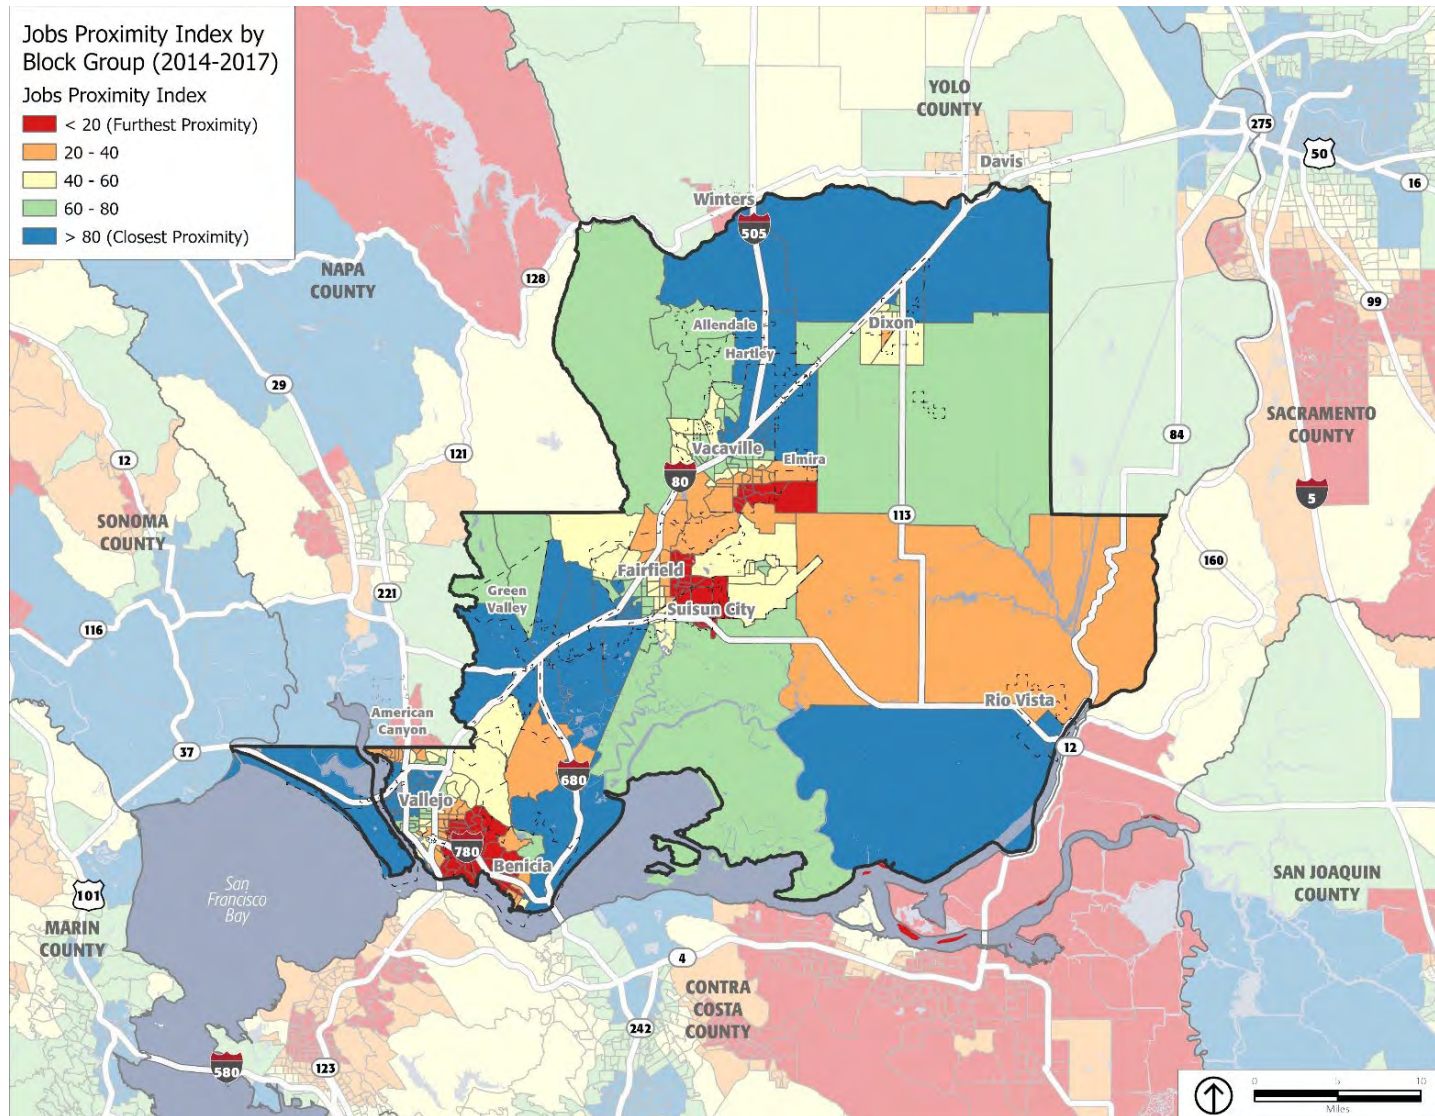 Jobs Proximity Index by
Block Group (2014-2017)
Jobs Proximity Index
< 20 (Furthest Proximity)
20 - 40
40 - 60
60 - 80
> 80 (Closest Proximity)
YOLO
COUNTY
275
50
Davis
16
Winters
505
NAPA
COUNTY
128
99
Allendale
Dixon
Hartley
29
SACRAMENTO
COUNTY
84
12
121
Vacaville
Elmira
80
5
SONOMA
COUNTY
113
160
Fairfield
Green
Valley
221
Suisun City
116
American
Canyon
Rio Vista
37
12
680
Vallejo
780
Benicia
San
Francisco
Bay
101
MARIN
COUNTY
SAN JOAQUIN
COUNTY
4
CONTRA
COSTA
COUNTY
242
580
123
0 5 10
Miles